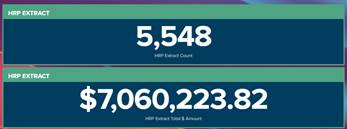 HRP EXTRACT
5,548
HRP Extract Count
HRP EXTRACT
$7,060,223.82
HRP Extract Total $ Amount